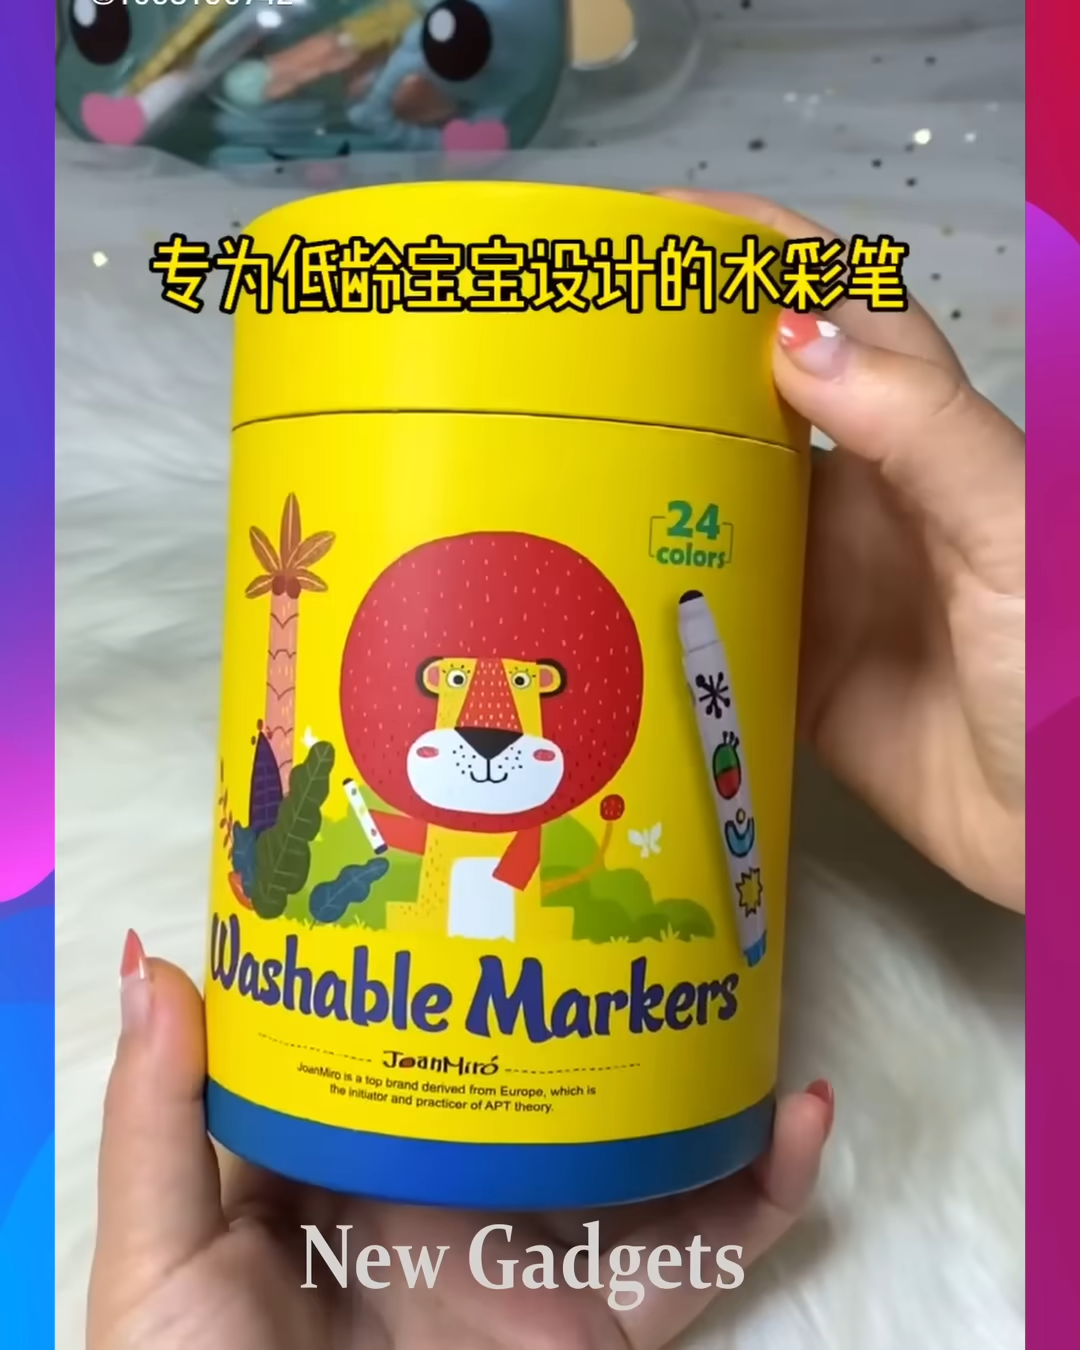 专为低龄宝宝设计的水彩笔
24
colors
Washable Markers
JoanMiró
JoanMiro is a top brand derived from Europe, which is
the initiator and practicer of APT theory.
New Gadgets